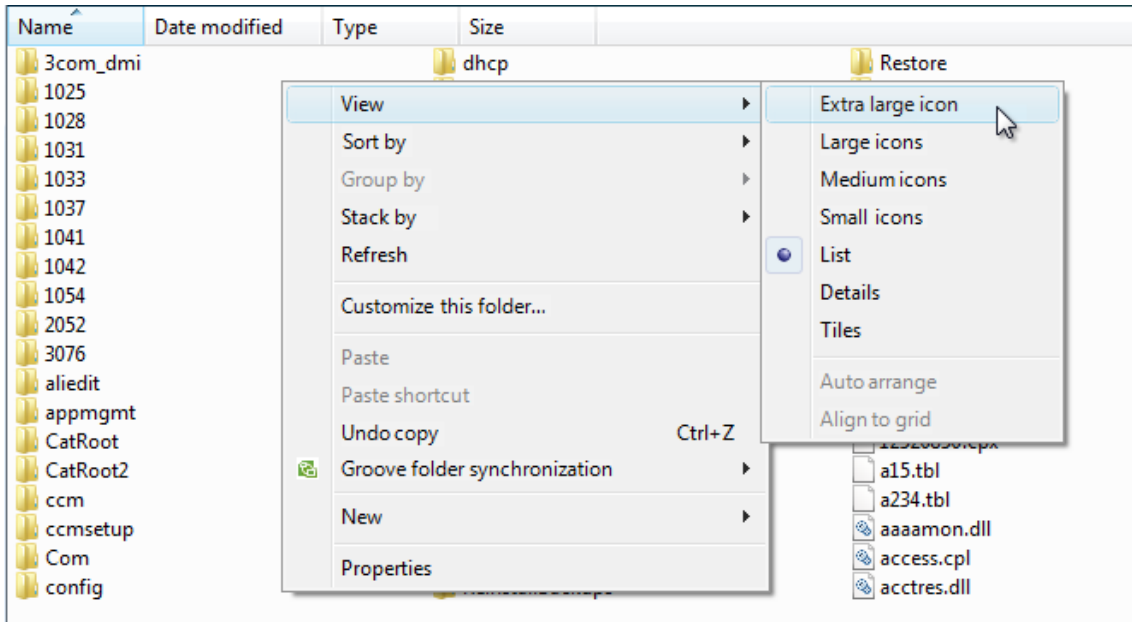 Name Date modified Type Size
3com_dmi dhcp Restore
1025
1028
1031
1033
1037
1041
1042
1054
2052
3076
aliedit
appmgmt
CatRoot
CatRoot2
ccm
ccmsetup
Com
config
View
Sort by
Group by
Stack by
Refresh
Customize this folder...
Paste
Paste shortcut
Undo copy Ctrl+Z
Groove folder synchronization
New
Properties
Extra large icon
Large icons
Medium icons
Small icons
List
Details
Tiles
Auto arrange
Align to grid
a15.tbl
a234.tbl
aaaamon.dll
access.cpl
acctres.dll